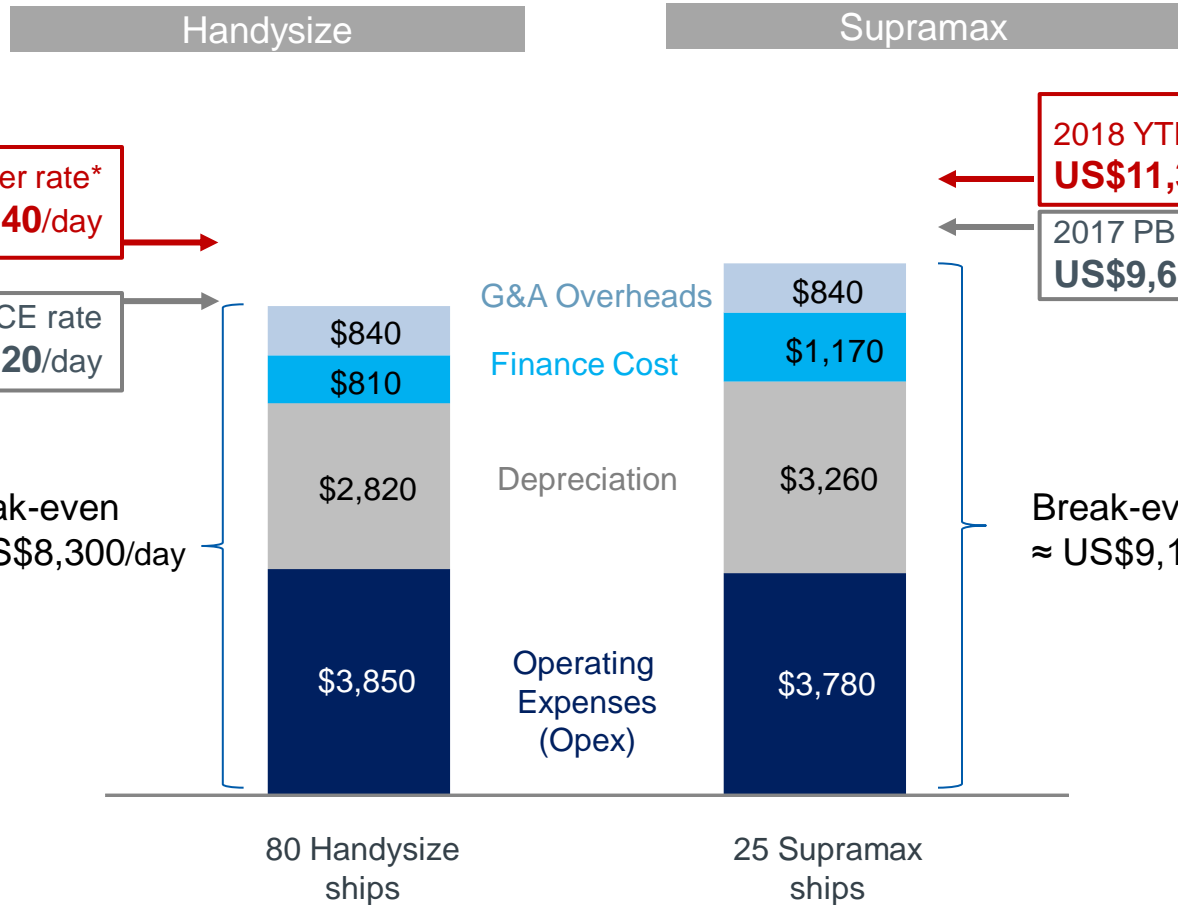 Handysize
Supramax
2018 YT
US$11,
er rate*
40/day
2017 PB
US$9,6
CE rate
20/day
G&A Overheads
$840
$840
Finance Cost
$810
$1,170
Depreciation
$2,820
$3,260
ak-even
S$8,300/day
Break-ev
≈ US$9,1
Operating
Expenses
(Opex)
$3,850
$3,780
80 Handysize
ships
25 Supramax
ships